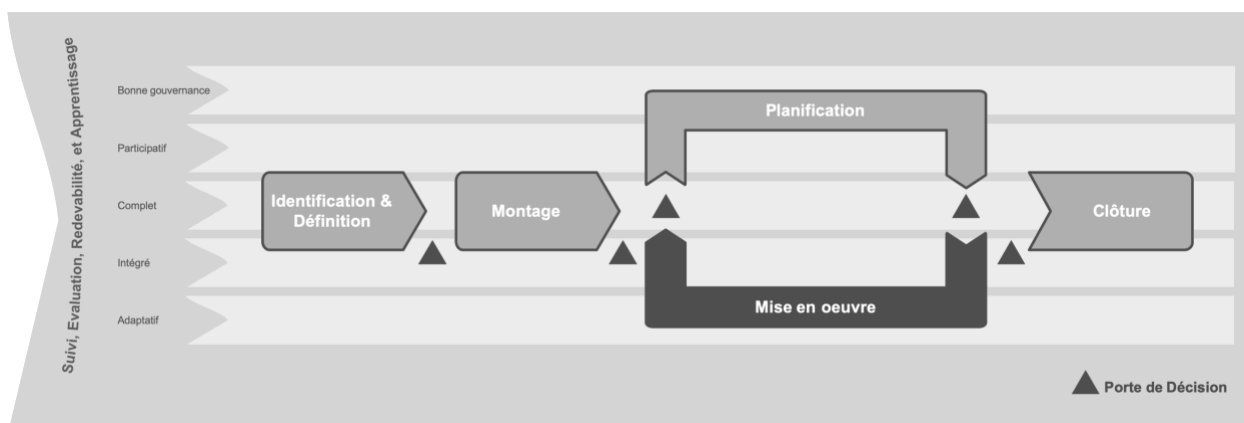 Suivi, Evaluation, Redevabilité, et Apprentissage
Bonne gouvernance
Participatif
Complet
Intégré
Adaptatif
Identification &
Définition
Montage
Planification
Mise en oeuvre
Clôture
Porte de Décision